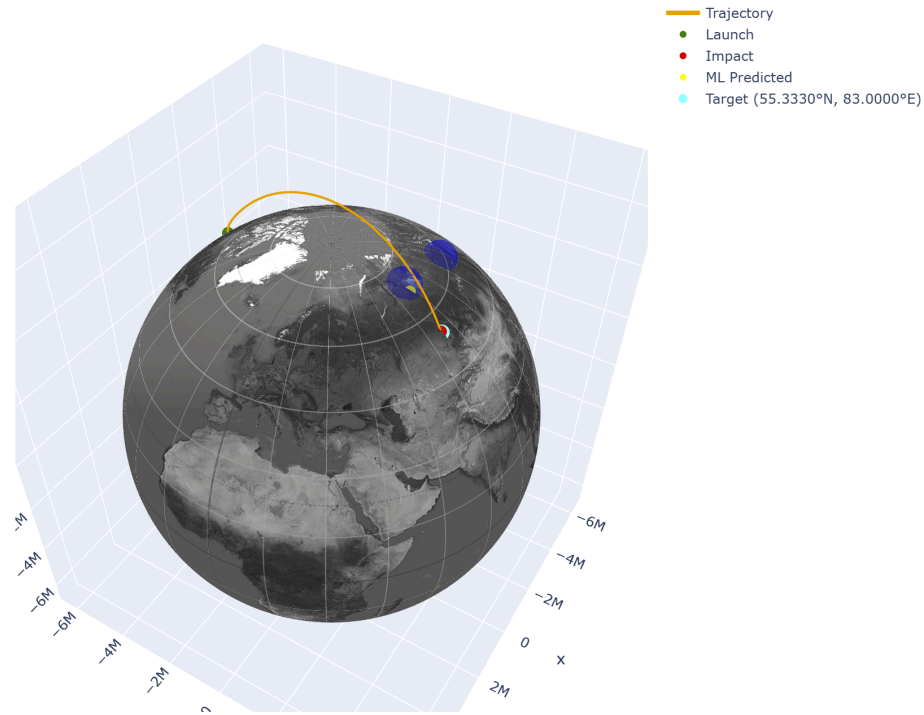 Trajectory
Launch
Impact
ML Predicted
Target (55.3330°N, 83.0000°E)
−4M
−6M
−6M
−4M
−2M
−6M
−4M
−2M
0
x
2M